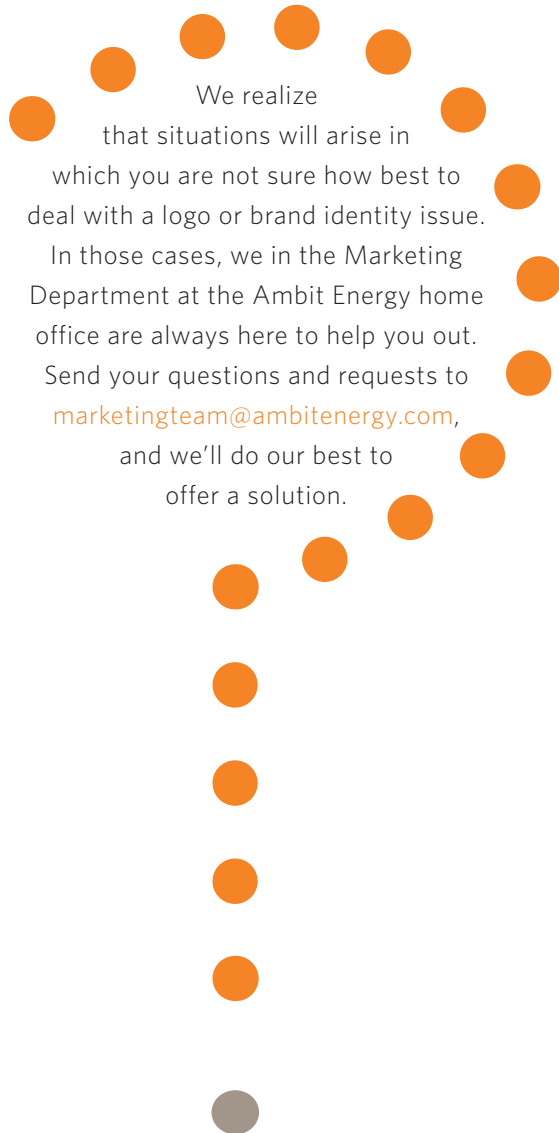 We realize
that situations will arise in
which you are not sure how best to
deal with a logo or brand identity issue.
In those cases, we in the Marketing
Department at the Ambit Energy home
office are always here to help you out.
Send your questions and requests to
marketingteam@ambitenergy.com,
and we’ll do our best to
offer a solution.